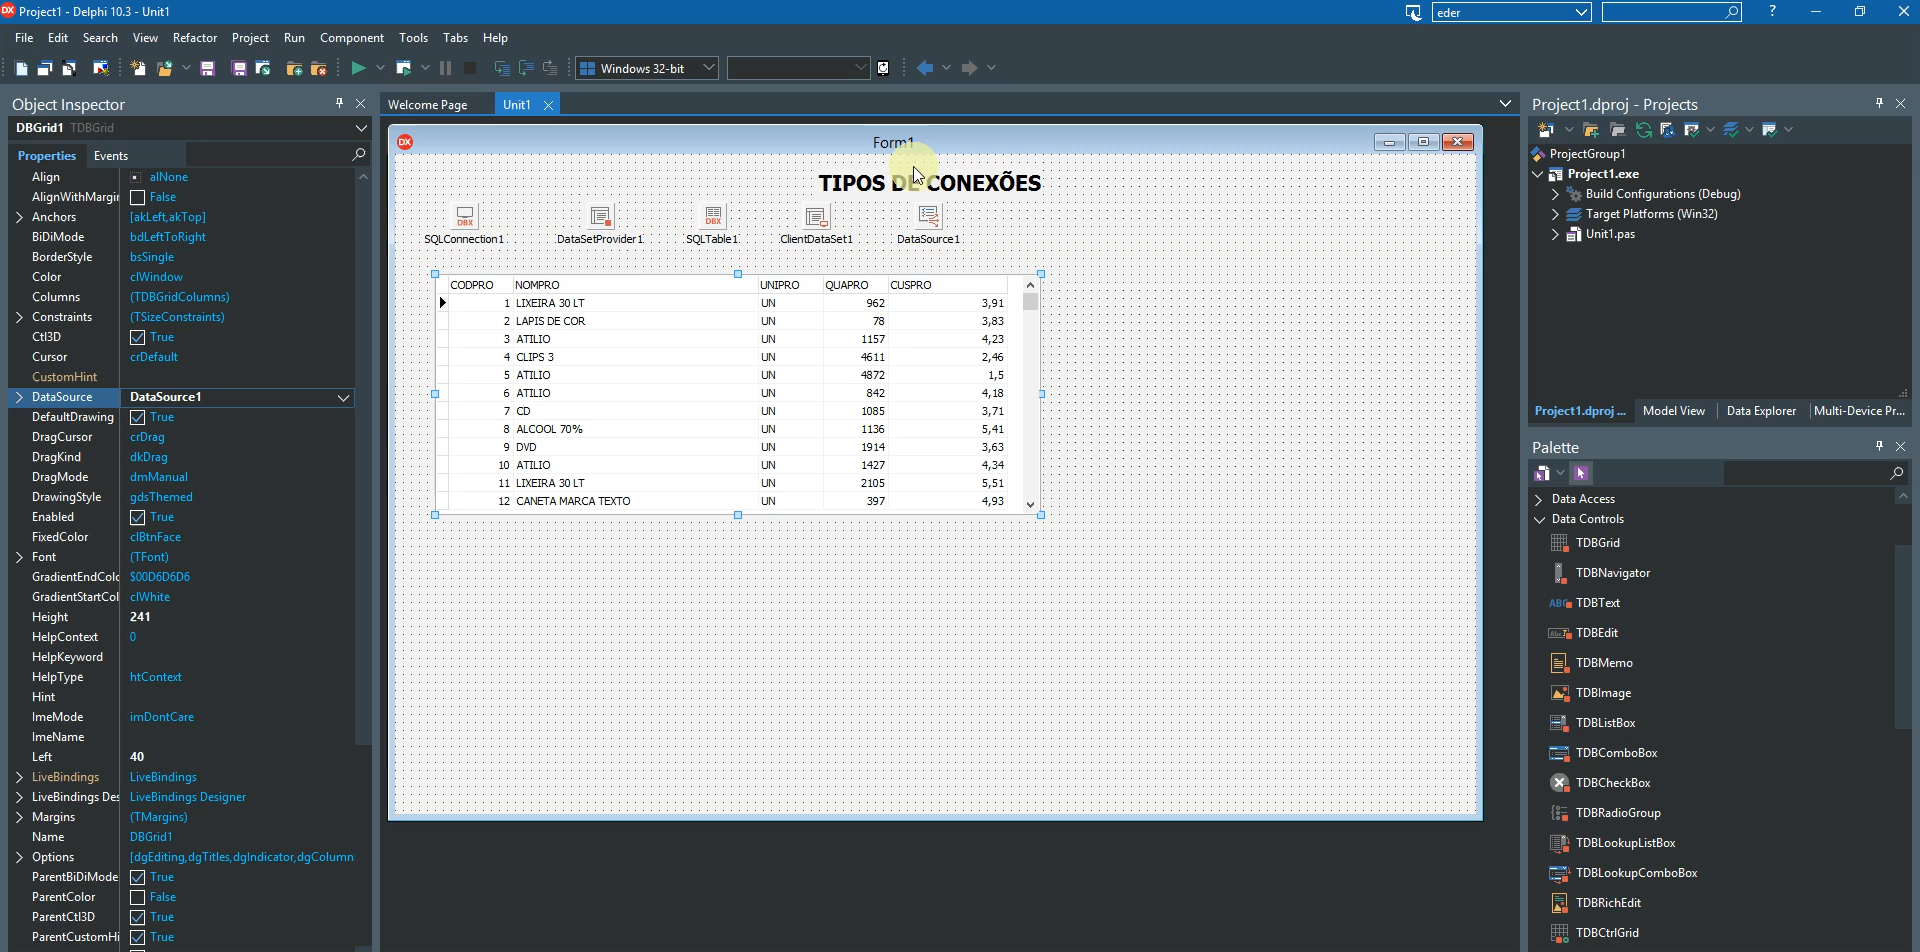 DX Project1 - Delphi 10.3 - Unit1
eder
?
File Edit Search View Refactor Project Run Component Tools Tabs Help
Windows 32-bit
Object Inspector
DBGrid1 TDBGrid
Properties Events
Align alNone
AlignWithMargin False
Anchors [akLeft,akTop]
BiDiMode bdLeftToRight
BorderStyle bsSingle
Color clWindow
Columns (TDBGridColumns)
Constraints (TSizeConstraints)
Ctl3D True
Cursor crDefault
CustomHint
DataSource DataSource1
DefaultDrawing True
DragCursor crDrag
DragKind dkDrag
DragMode dmManual
DrawingStyle gdsThemed
Enabled True
FixedColor clBtnFace
Font (TFont)
GradientEndColo $00D6D6D6
GradientStartCol clWhite
Height 241
HelpContext 0
HelpKeyword
HelpType htContext
Hint
ImeMode imDontCare
ImeName
Left 40
LiveBindings LiveBindings
LiveBindings Des LiveBindings Designer
Margins (TMargins)
Name DBGrid1
Options [dgEditing,dgTitles,dgIndicator,dgColumn
ParentBiDiMode True
ParentColor False
ParentCtl3D True
ParentCustomHi True
Welcome Page Unit1
DX Form1
TIPOS DE CONEXÕES
DBX DBX
SQLConnection1 DataSetProvider1 SQLTable1 ClientDataSet1 DataSource1
CODPRO NOMPRO UNIPRO QUAPRO CUSPRO
1 LIXEIRA 30 LT UN 962 3,91
2 LAPIS DE COR UN 78 3,83
3 ATILIO UN 1157 4,23
4 CLIPS 3 UN 4611 2,46
5 ATILIO UN 4872 1,5
6 ATILIO UN 842 4,18
7 CD UN 1085 3,71
8 ALCOOL 70% UN 1136 5,41
9 DVD UN 1914 3,63
10 ATILIO UN 1427 4,34
11 LIXEIRA 30 LT UN 2105 5,51
12 CANETA MARCA TEXTO UN 397 4,93
Project1.dproj - Projects
ProjectGroup1
Project1.exe
Build Configurations (Debug)
Target Platforms (Win32)
Unit1.pas
Project1.dproj ... Model View Data Explorer Multi-Device Pr...
Palette
Data Access
Data Controls
TDBGrid
TDBNavigator
ABC TDBText
TDBEdit
TDBMemo
TDBImage
TDBListBox
TDBComboBox
TDBCheckBox
TDBRadioGroup
TDBLookupListBox
TDBLookupComboBox
TDBRichEdit
TDBCtrlGrid